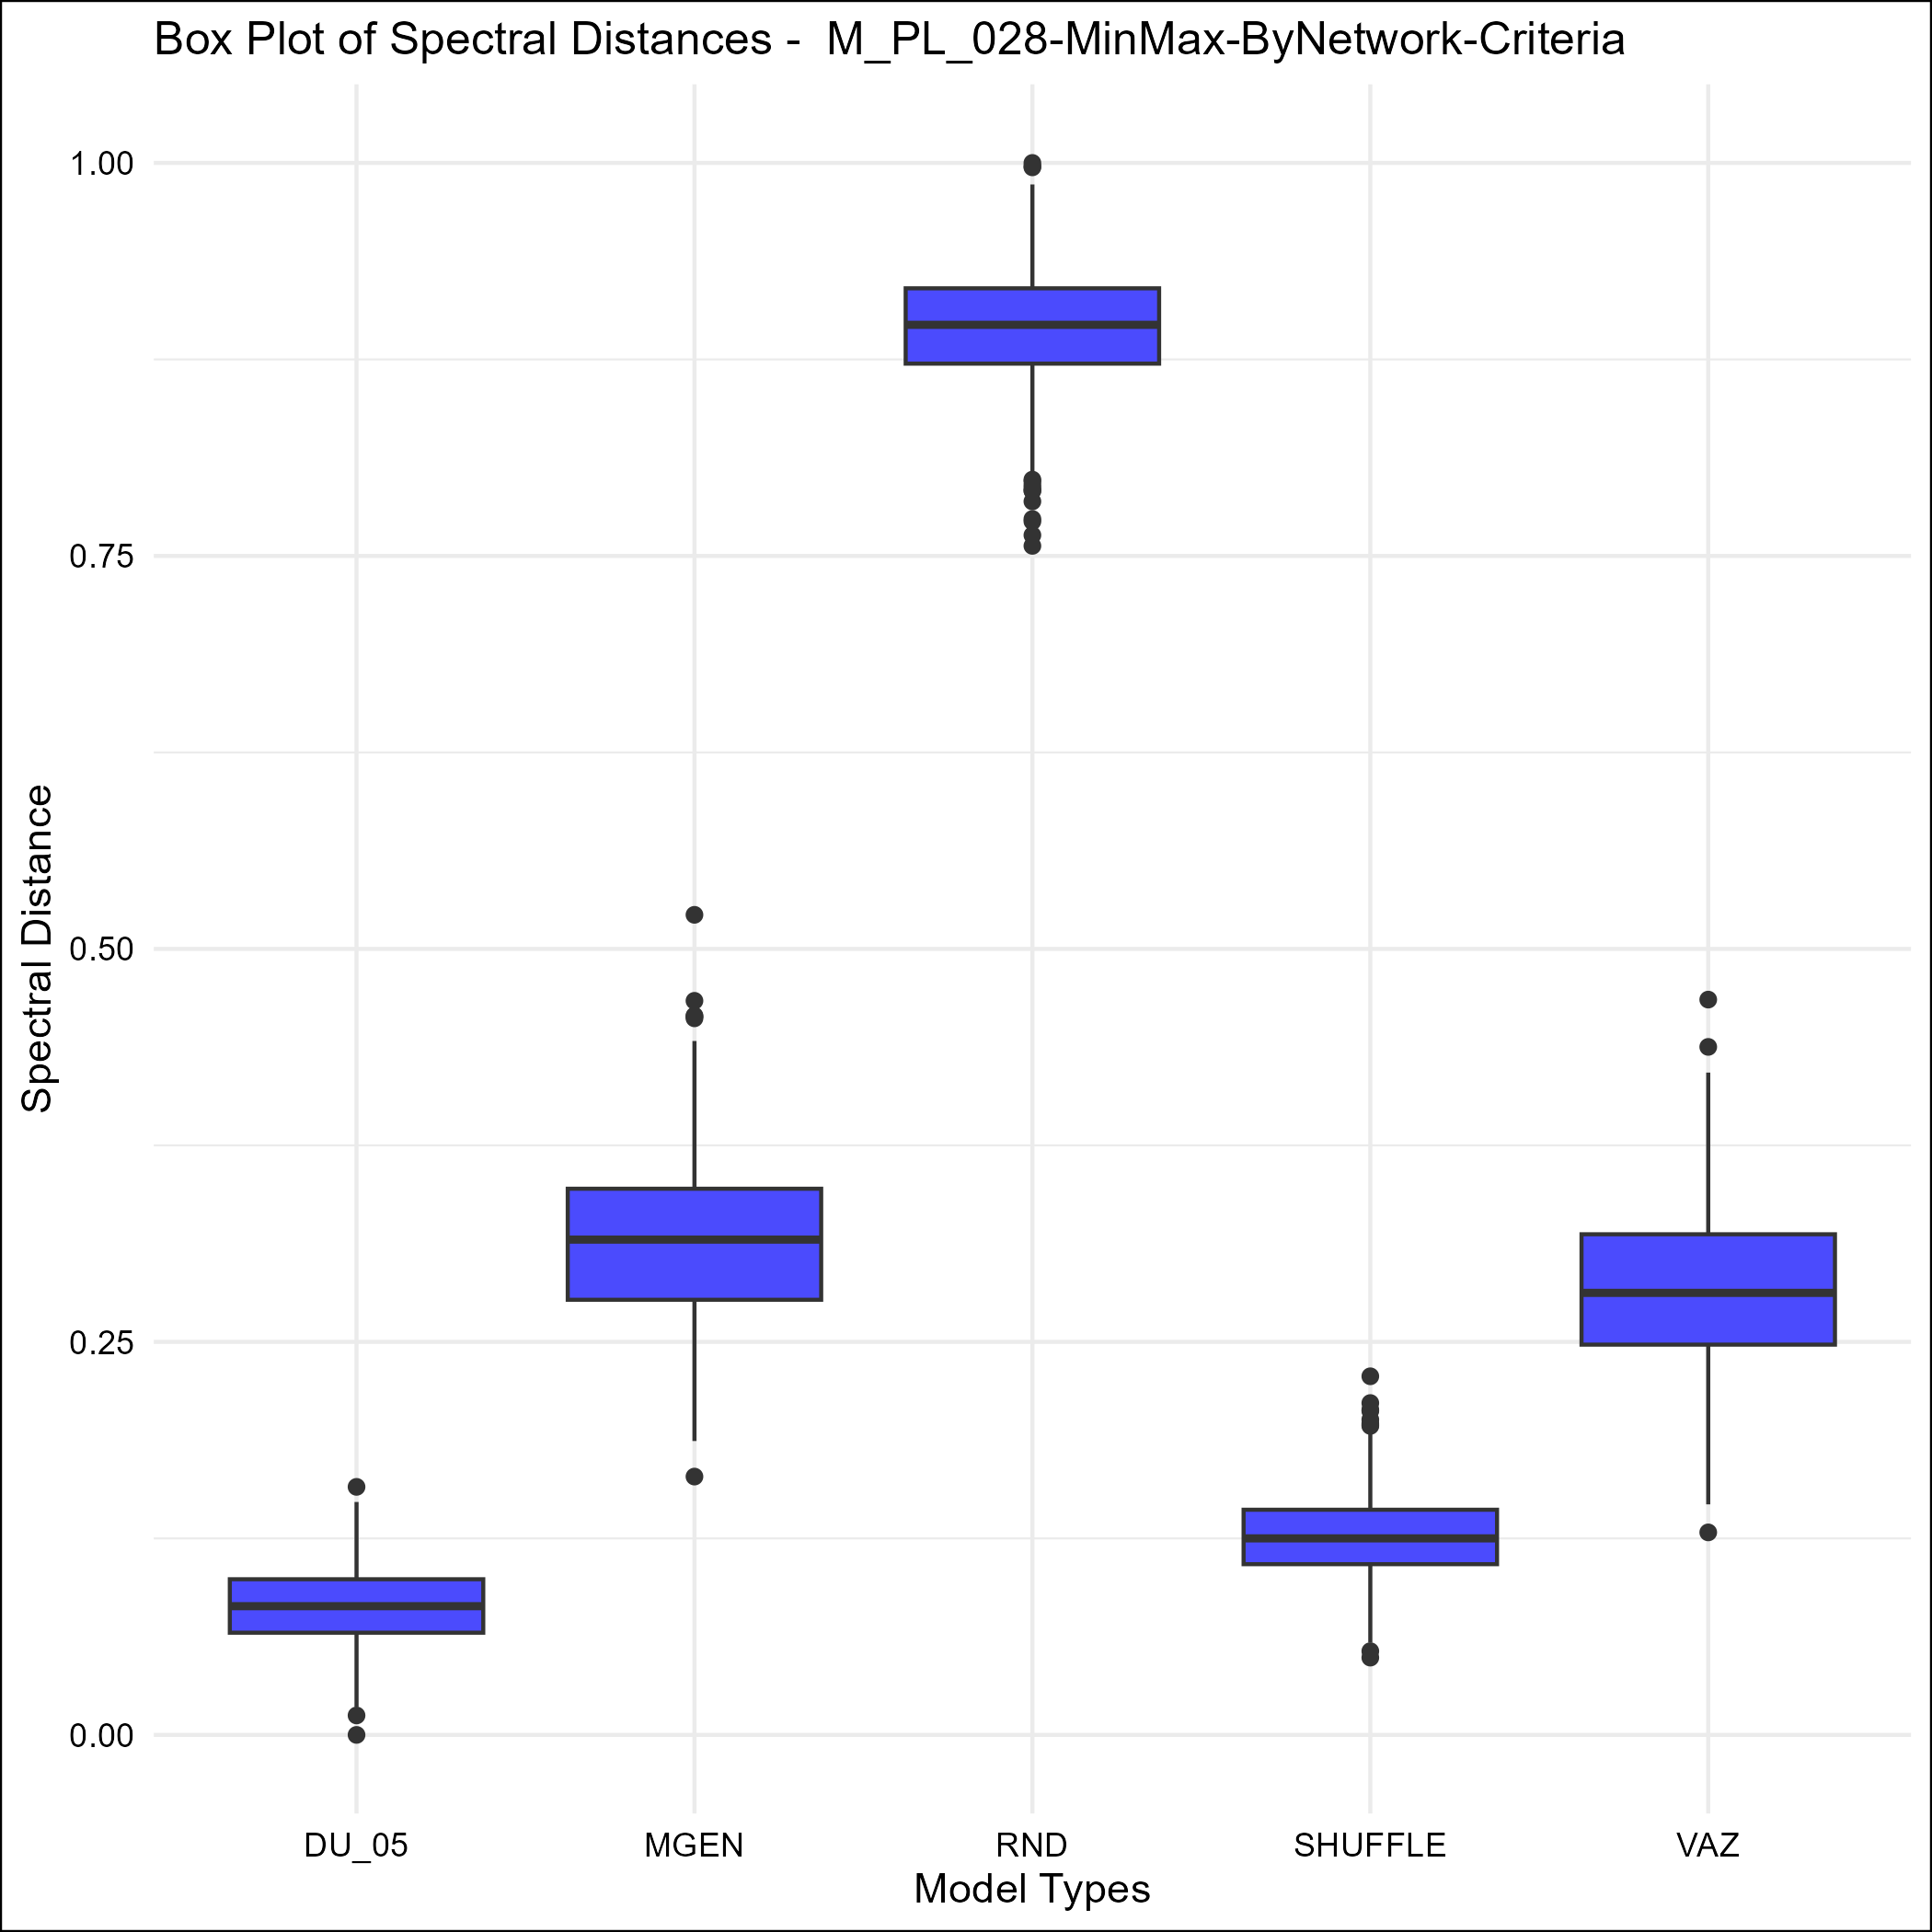 Box Plot of Spectral Distances -  M_PL_028-MinMax-ByNetwork-Criteria
Spectral Distance
1.00
0.75
0.50
0.25
0.00
DU_05 MGEN RND SHUFFLE VAZ
Model Types